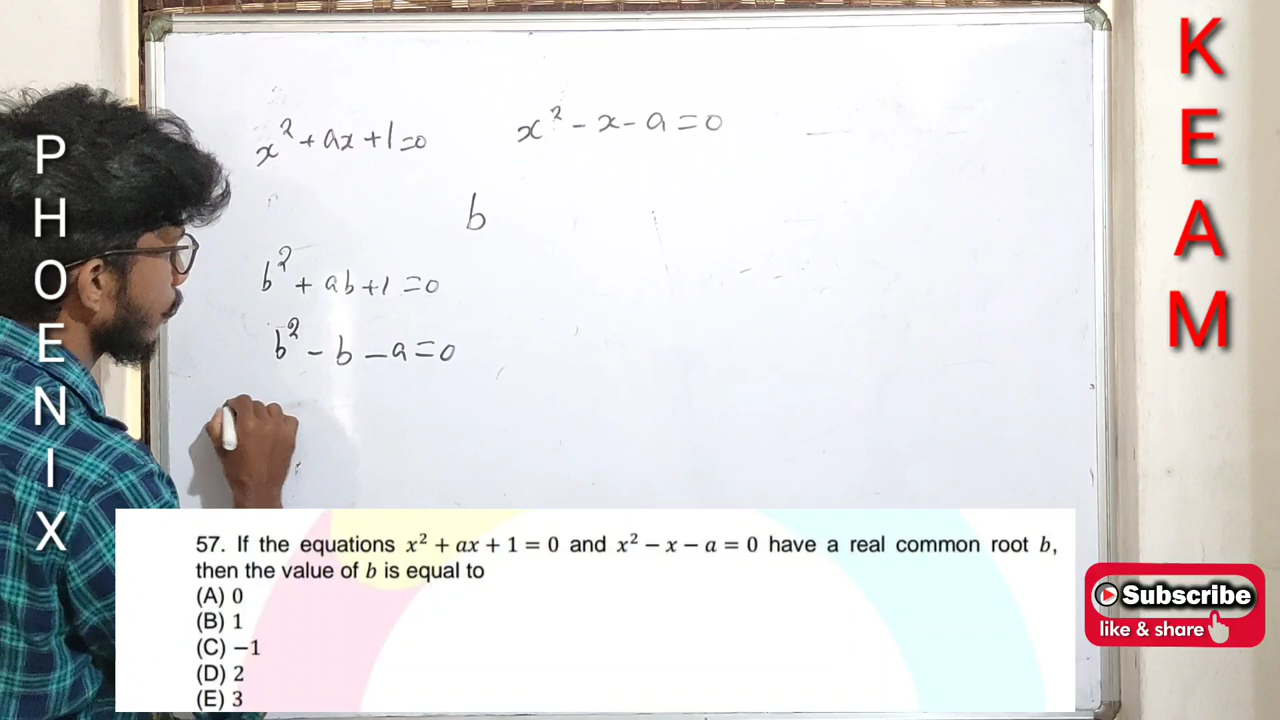 PHOENIX
KEAM
x² + ax + 1 = 0
x² - x - a = 0
b
b² + ab + 1 = 0
b² - b - a = 0
57. If the equations x² + ax + 1 = 0 and x² − x − a = 0 have a real common root b,
then the value of b is equal to
(A) 0
(B) 1
(C) −1
(D) 2
(E) 3
Subscribe
like & share